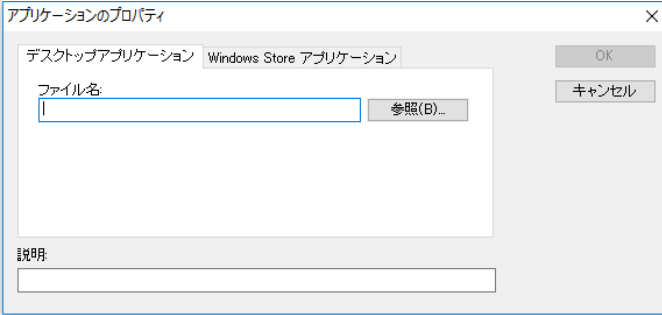 アプリケーションのプロパティ
デスクトップアプリケーション Windows Store アプリケーション
OK
ファイル名:
キャンセル
参照(B)...
説明: